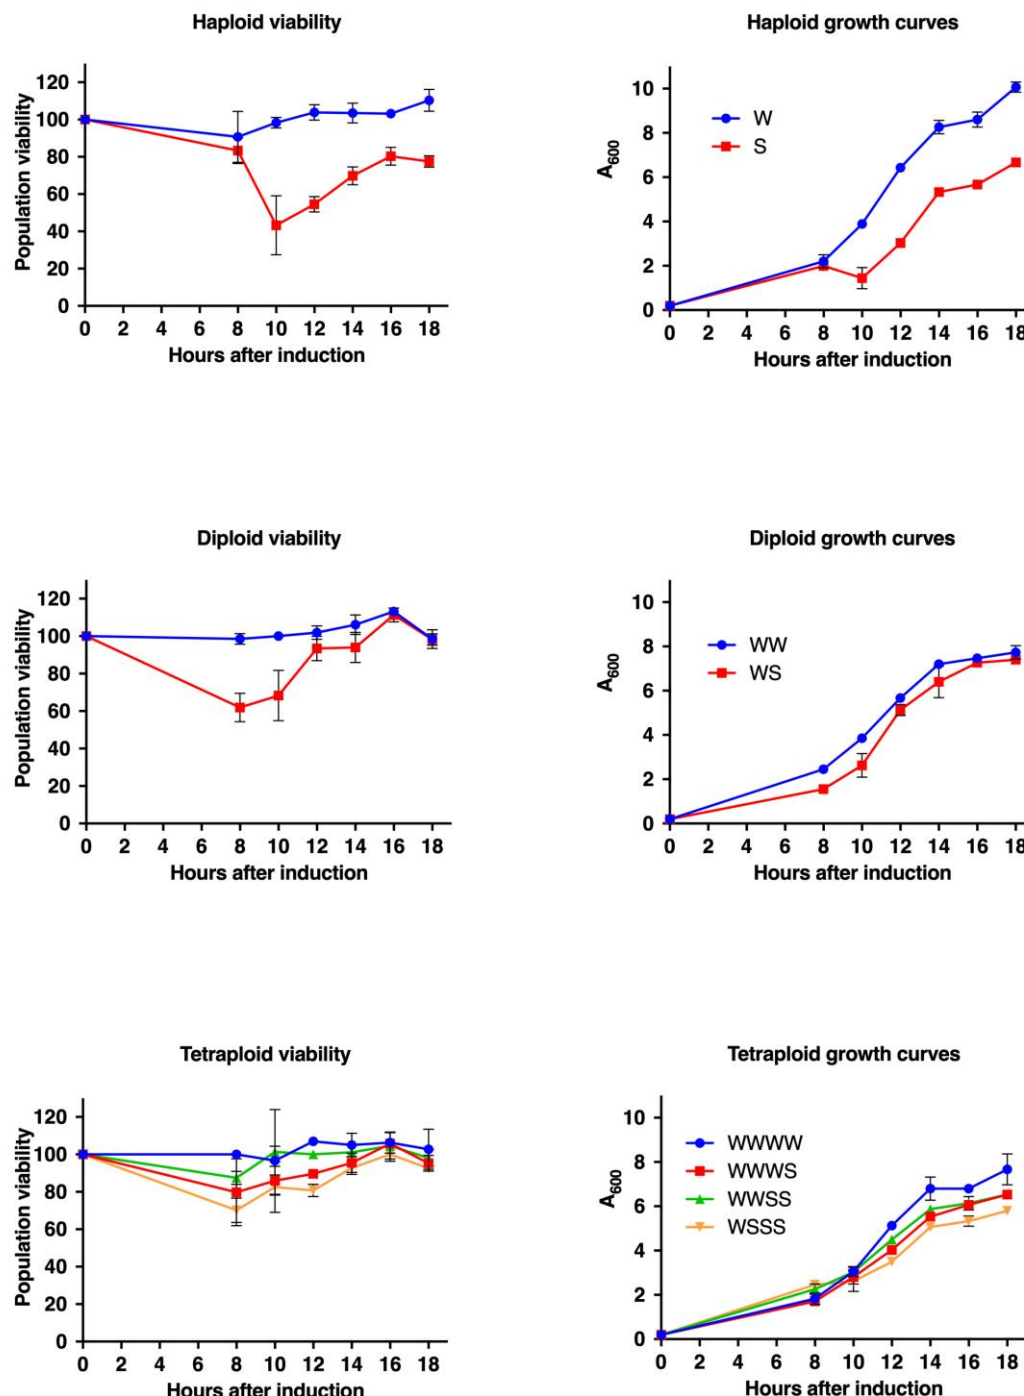 Haploid viability
Population viability
120
100
80
60
40
20
0
0 2 4 6 8 10 12 14 16 18
Hours after induction
Haploid growth curves
A600
10
8
6
4
2
0
W
S
0 2 4 6 8 10 12 14 16 18
Hours after induction
Diploid viability
Population viability
120
100
80
60
40
20
0
0 2 4 6 8 10 12 14 16 18
Hours after induction
Diploid growth curves
A600
10
8
6
4
2
0
WW
WS
0 2 4 6 8 10 12 14 16 18
Hours after induction
Tetraploid viability
Population viability
120
100
80
60
40
20
0
0 2 4 6 8 10 12 14 16 18
Hours after induction
Tetraploid growth curves
A600
10
8
6
4
2
0
WWWW
WWWS
WWSS
WSSS
0 2 4 6 8 10 12 14 16 18
Hours after induction